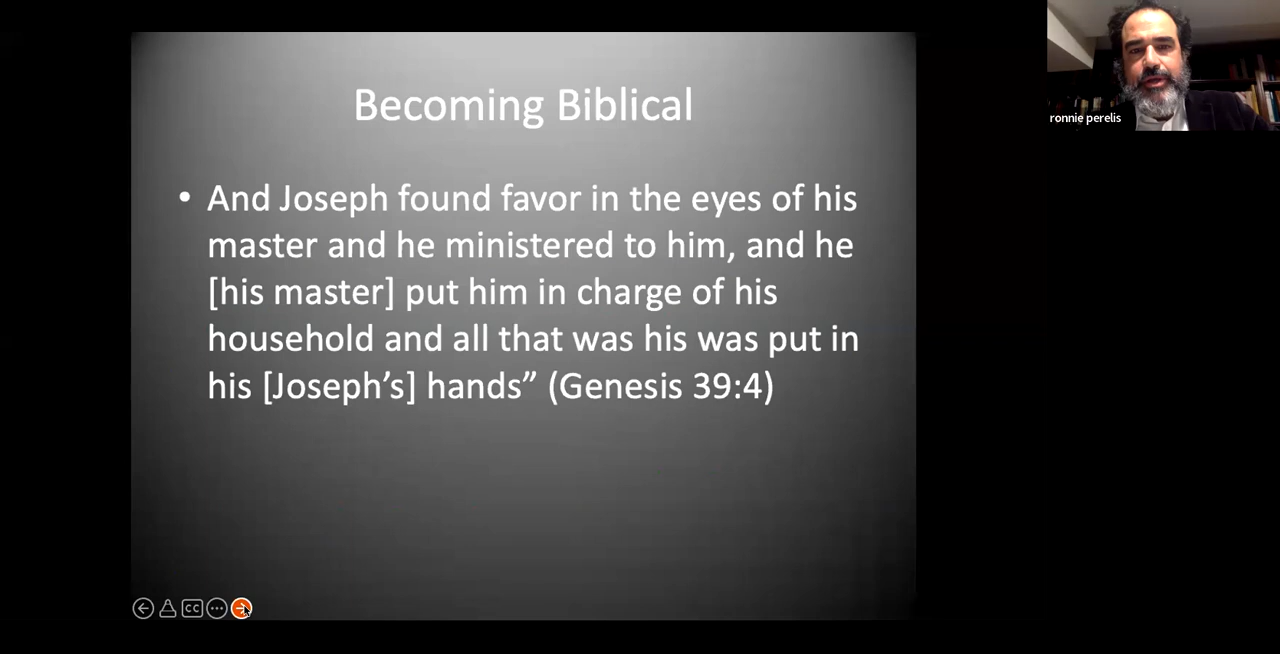 Becoming Biblical
• And Joseph found favor in the eyes of his
master and he ministered to him, and he
[his master] put him in charge of his
household and all that was his was put in
his [Joseph’s] hands” (Genesis 39:4)
ronnie perelis
CC